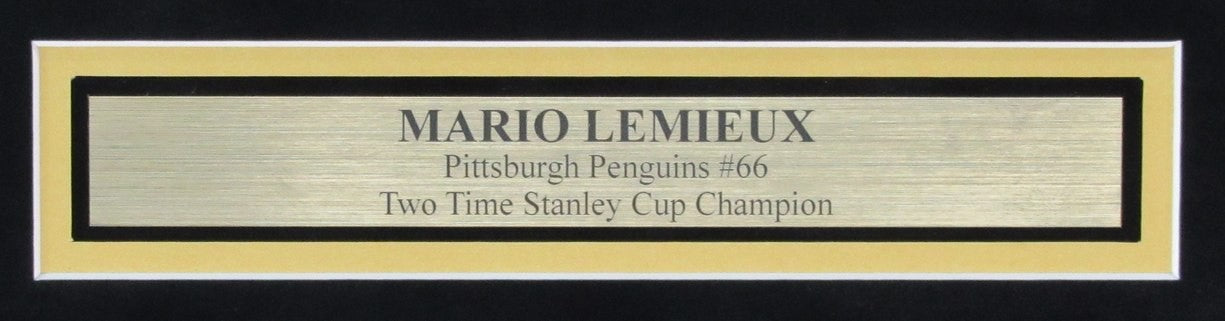 MARIO LEMIEUX
Pittsburgh Penguins #66
Two Time Stanley Cup Champion